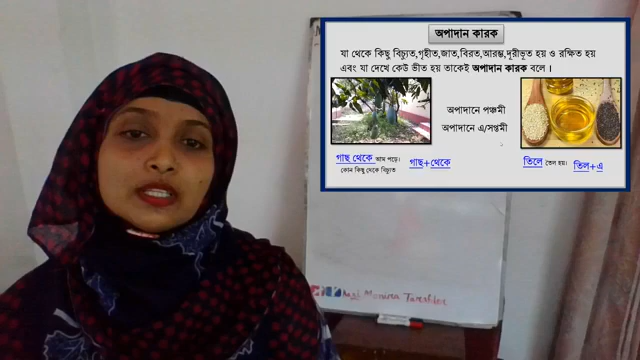 অপাদান কারক
যা থেকে কিছু বিচ্যুত,গৃহীত,জাত,বিরত,আরম্ভ,দূরীভূত হয় ও রক্ষিত হয়
এবং যা দেখে কেউ ভীত হয় তাকেই অপাদান কারক বলে ।
অপাদানে পঞ্চমী
অপাদানে এ/সপ্তমী
গাছ থেকে আম পড়ে।
কোন কিছু থেকে বিচ্যুত
গাছ+থেকে
তিলে তৈল হয়।
তিল+এ